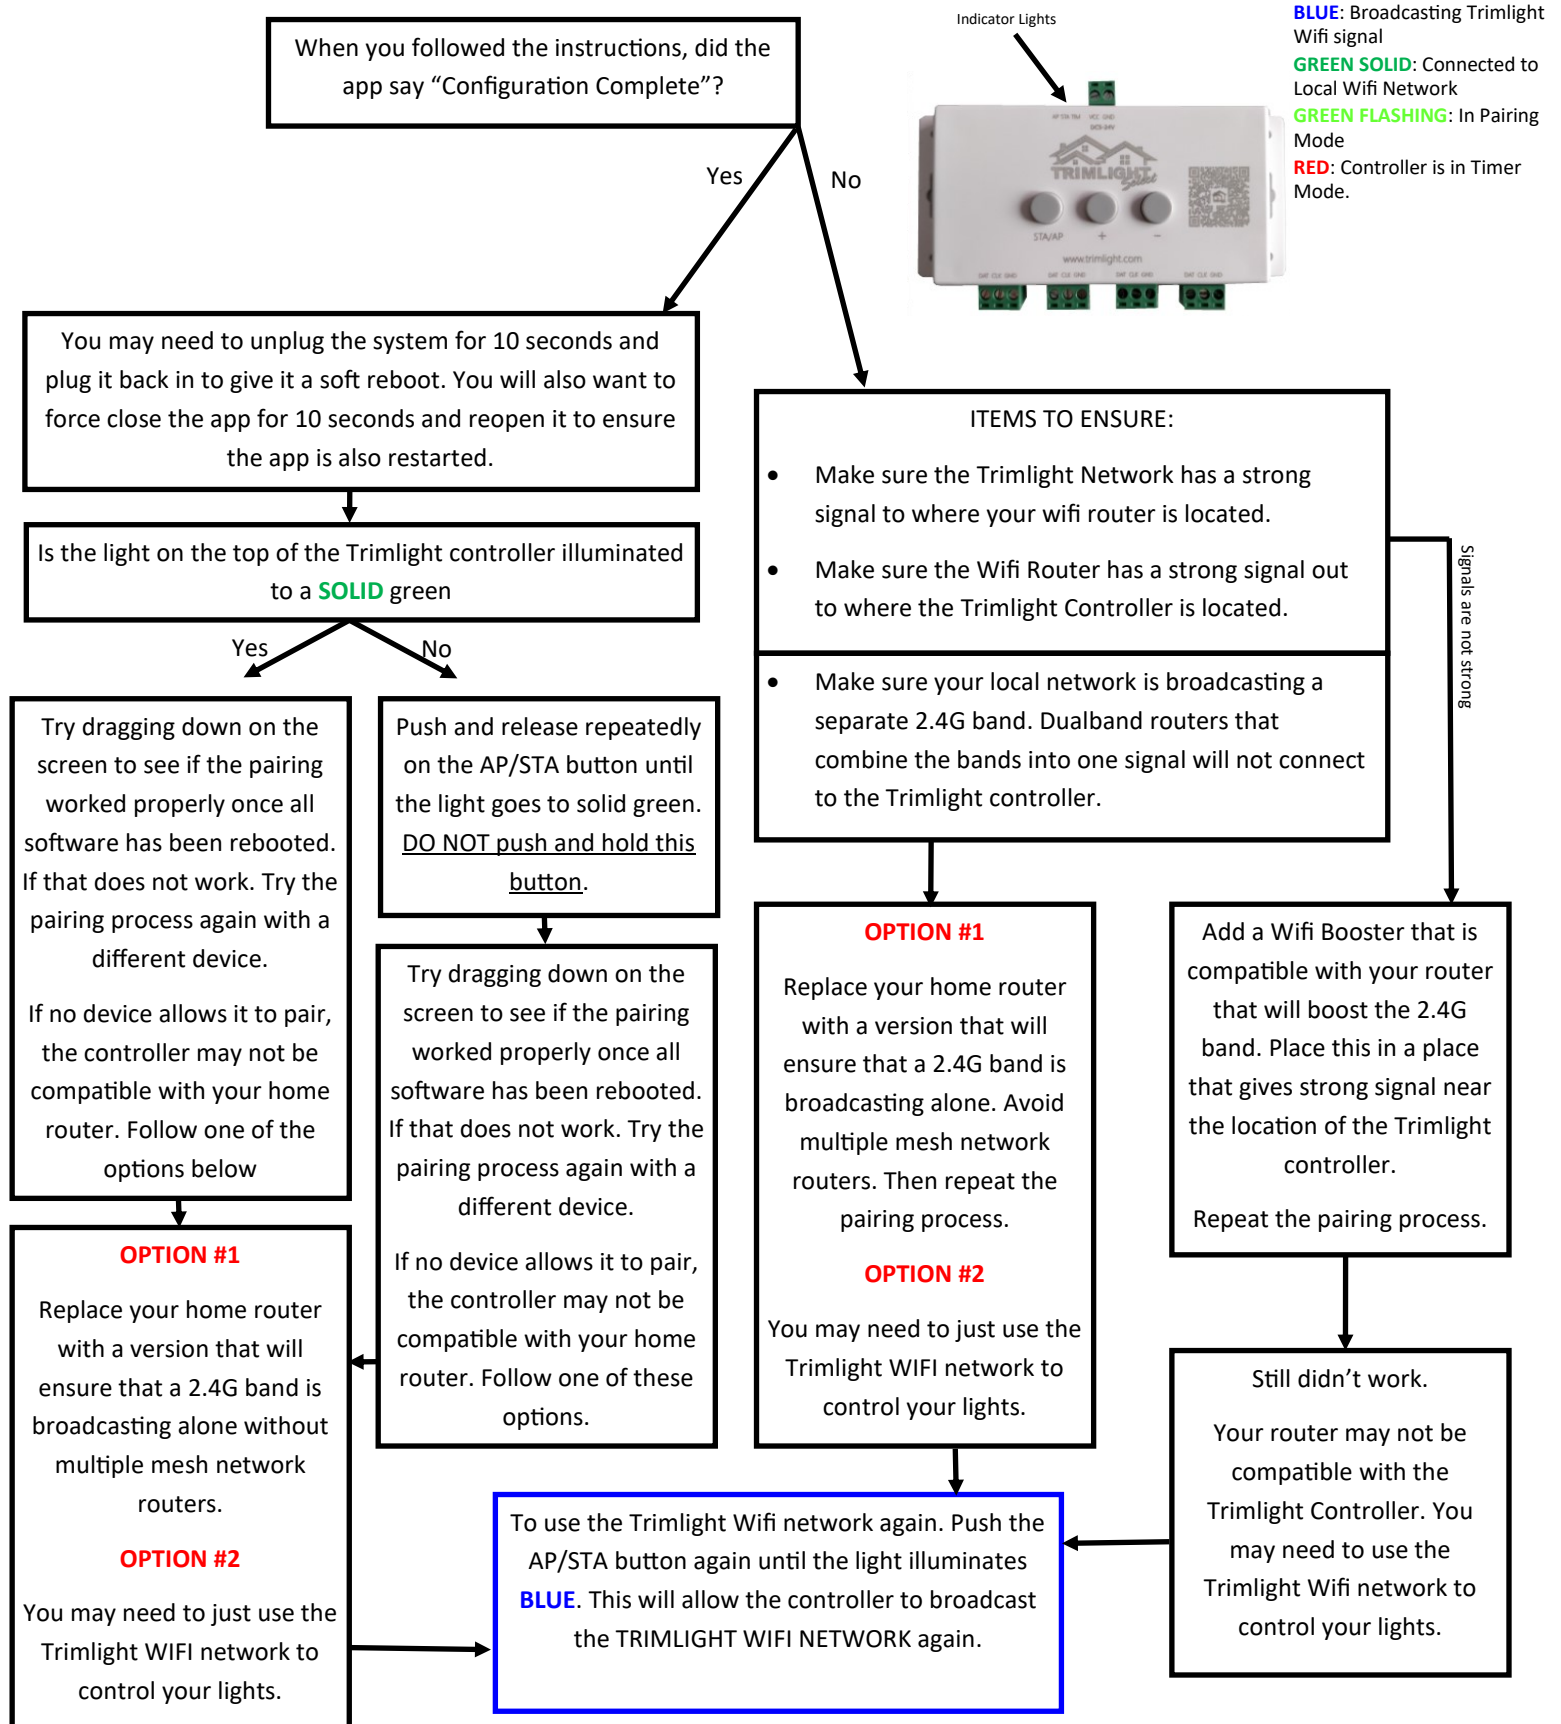 When you followed the instructions, did the
app say “Configuration Complete”?
Indicator Lights
BLUE: Broadcasting Trimlight
Wifi signal
GREEN SOLID: Connected to
Local Wifi Network
GREEN FLASHING: In Pairing
Mode
RED: Controller is in Timer
Mode.
AP STA TIM VCC GND
DC5-24V
TRIMLIGHT
Select
STA/AP + −
www.trimlight.com
DAT CLK GND DAT CLK GND DAT CLK GND DAT CLK GND
Yes
No
You may need to unplug the system for 10 seconds and
plug it back in to give it a soft reboot. You will also want to
force close the app for 10 seconds and reopen it to ensure
the app is also restarted.
Is the light on the top of the Trimlight controller illuminated
to a SOLID green
Yes
No
Try dragging down on the
screen to see if the pairing
worked properly once all
software has been rebooted.
If that does not work. Try the
pairing process again with a
different device.
If no device allows it to pair,
the controller may not be
compatible with your home
router. Follow one of the
options below
Push and release repeatedly
on the AP/STA button until
the light goes to solid green.
DO NOT push and hold this
button.
Try dragging down on the
screen to see if the pairing
worked properly once all
software has been rebooted.
If that does not work. Try the
pairing process again with a
different device.
If no device allows it to pair,
the controller may not be
compatible with your home
router. Follow one of these
options.
OPTION #1
Replace your home router
with a version that will
ensure that a 2.4G band is
broadcasting alone without
multiple mesh network
routers.
OPTION #2
You may need to just use the
Trimlight WIFI network to
control your lights.
ITEMS TO ENSURE:
• Make sure the Trimlight Network has a strong
signal to where your wifi router is located.
• Make sure the Wifi Router has a strong signal out
to where the Trimlight Controller is located.
• Make sure your local network is broadcasting a
separate 2.4G band. Dualband routers that
combine the bands into one signal will not connect
to the Trimlight controller.
Signals are not strong
OPTION #1
Replace your home router
with a version that will
ensure that a 2.4G band is
broadcasting alone. Avoid
multiple mesh network
routers. Then repeat the
pairing process.
OPTION #2
You may need to just use the
Trimlight WIFI network to
control your lights.
Add a Wifi Booster that is
compatible with your router
that will boost the 2.4G
band. Place this in a place
that gives strong signal near
the location of the Trimlight
controller.
Repeat the pairing process.
Still didn’t work.
Your router may not be
compatible with the
Trimlight Controller. You
may need to use the
Trimlight Wifi network to
control your lights.
To use the Trimlight Wifi network again. Push the
AP/STA button again until the light illuminates
BLUE. This will allow the controller to broadcast
the TRIMLIGHT WIFI NETWORK again.